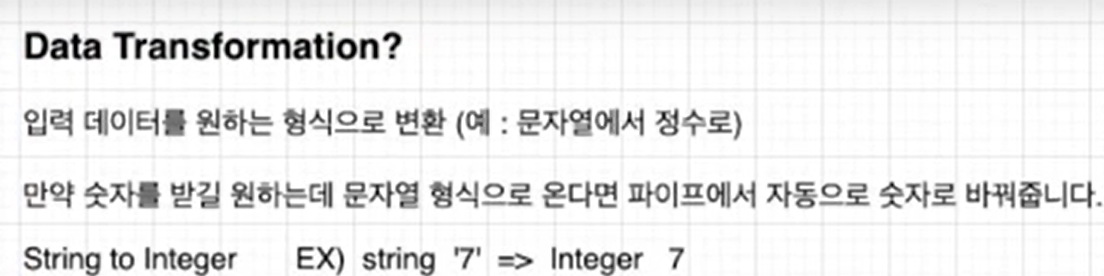 Data Transformation?
입력 데이터를 원하는 형식으로 변환 (예 : 문자열에서 정수로)
만약 숫자를 받길 원하는데 문자열 형식으로 온다면 파이프에서 자동으로 숫자로 바꿔줍니다.
String to Integer EX) string '7' => Integer 7